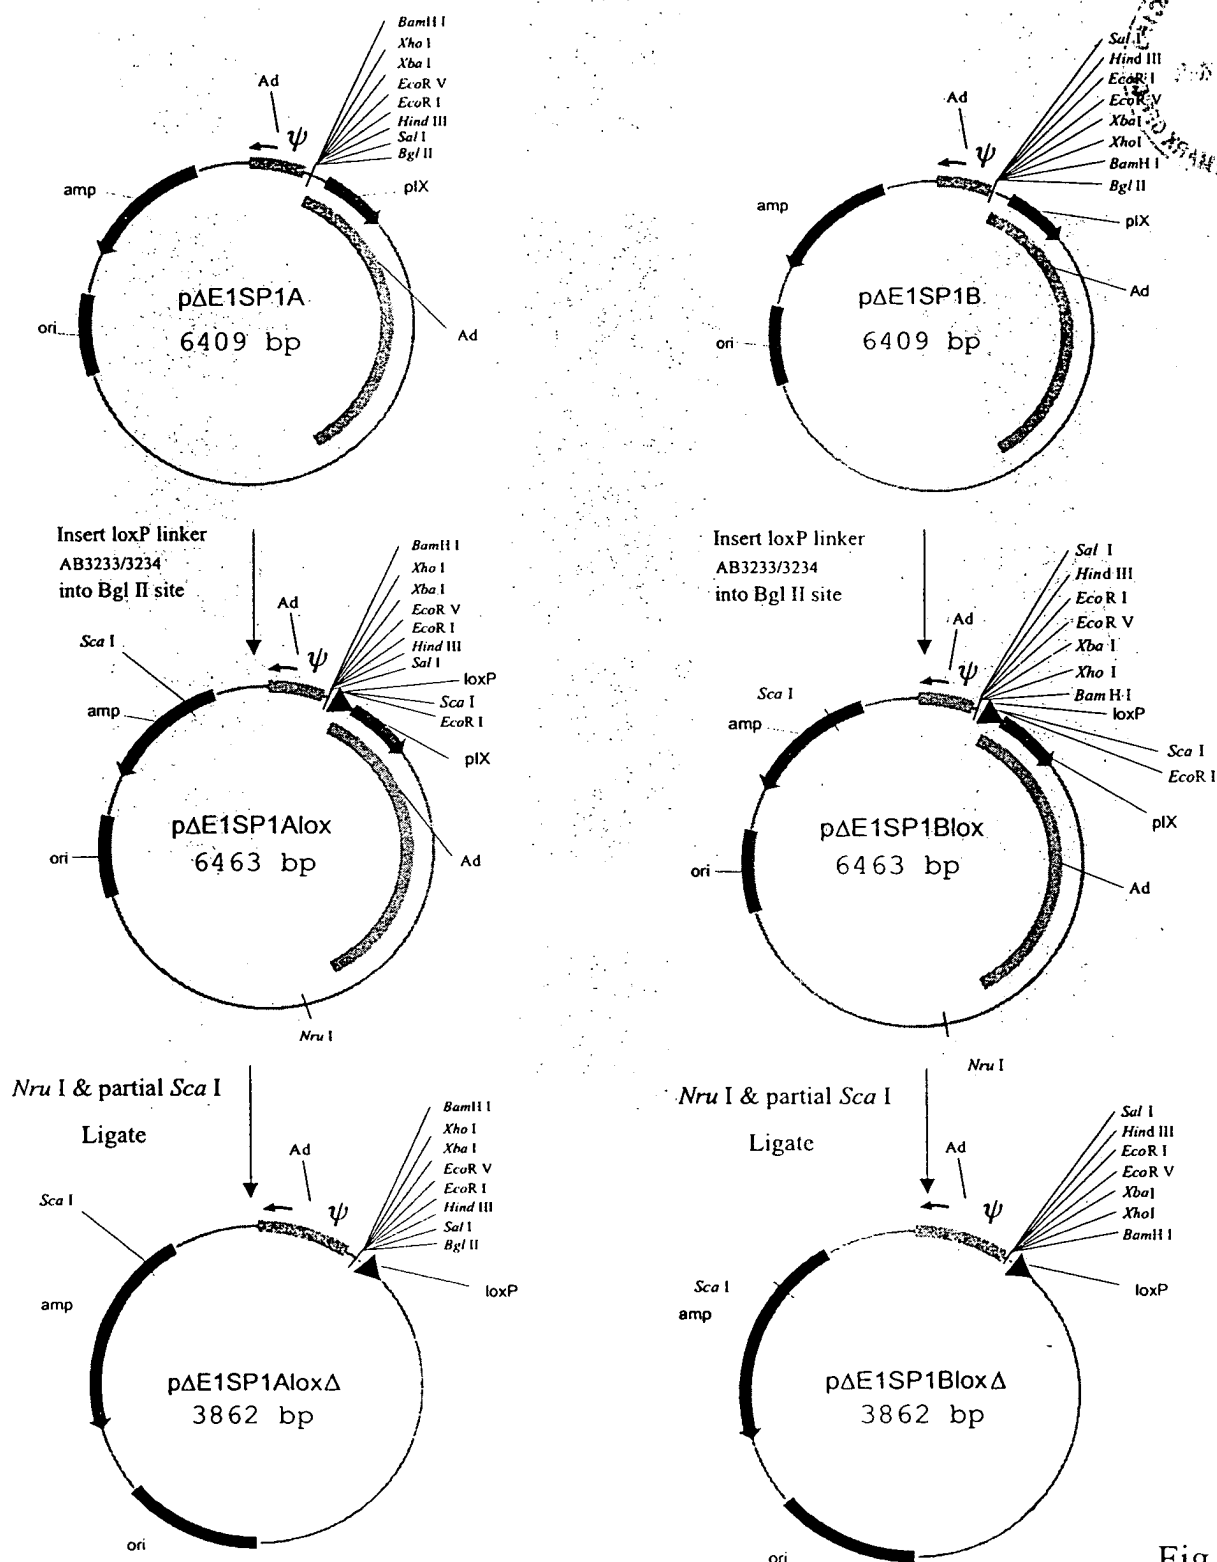 BamH I
Xho I
Xba I
EcoR V
EcoR I
Hind III
Sal I
Bgl II
Ad
ψ
amp
pIX
pΔE1SP1A
6409 bp
ori
Ad
Sal I
Hind III
EcoR I
EcoR V
Xba I
Xho I
BamH I
Bgl II
Ad
ψ
amp
pIX
pΔE1SP1B
6409 bp
ori
Ad
Insert loxP linker
AB3233/3234
into Bgl II site
BamH I
Xho I
Xba I
EcoR V
EcoR I
Hind III
Sal I
loxP
Sca I
EcoR I
Ad
ψ
Sca I
amp
pIX
pΔE1SP1Alox
6463 bp
ori
Ad
Nru I
Insert loxP linker
AB3233/3234
into Bgl II site
Sal I
Hind III
EcoR I
EcoR V
Xba I
Xho I
BamH I
loxP
Sca I
EcoR I
Ad
ψ
Sca I
amp
pIX
pΔE1SP1Blox
6463 bp
ori
Ad
Nru I
Nru I & partial Sca I
Ligate
BamH I
Xho I
Xba I
EcoR V
EcoR I
Hind III
Sal I
Bgl II
Ad
ψ
loxP
Sca I
amp
pΔE1SP1AloxΔ
3862 bp
ori
Nru I & partial Sca I
Ligate
Sal I
Hind III
EcoR I
EcoR V
Xba I
Xho I
BamH I
Ad
ψ
loxP
Sca I
amp
pΔE1SP1BloxΔ
3862 bp
ori
Fig